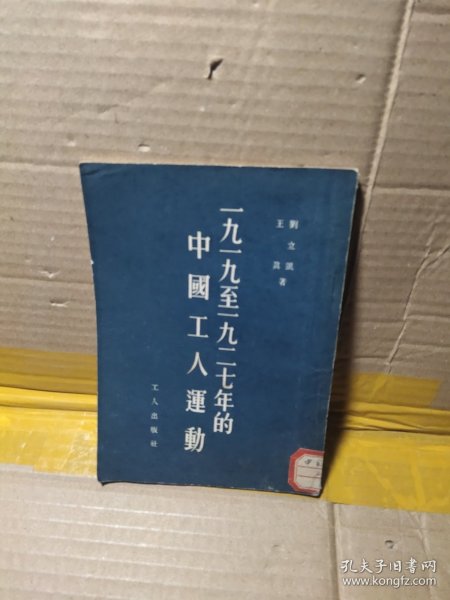 劉立凱
王真著
一九一九至一九二七年的
中國工人運動
工人出版社
孔夫子旧书网
www.kongfz.com